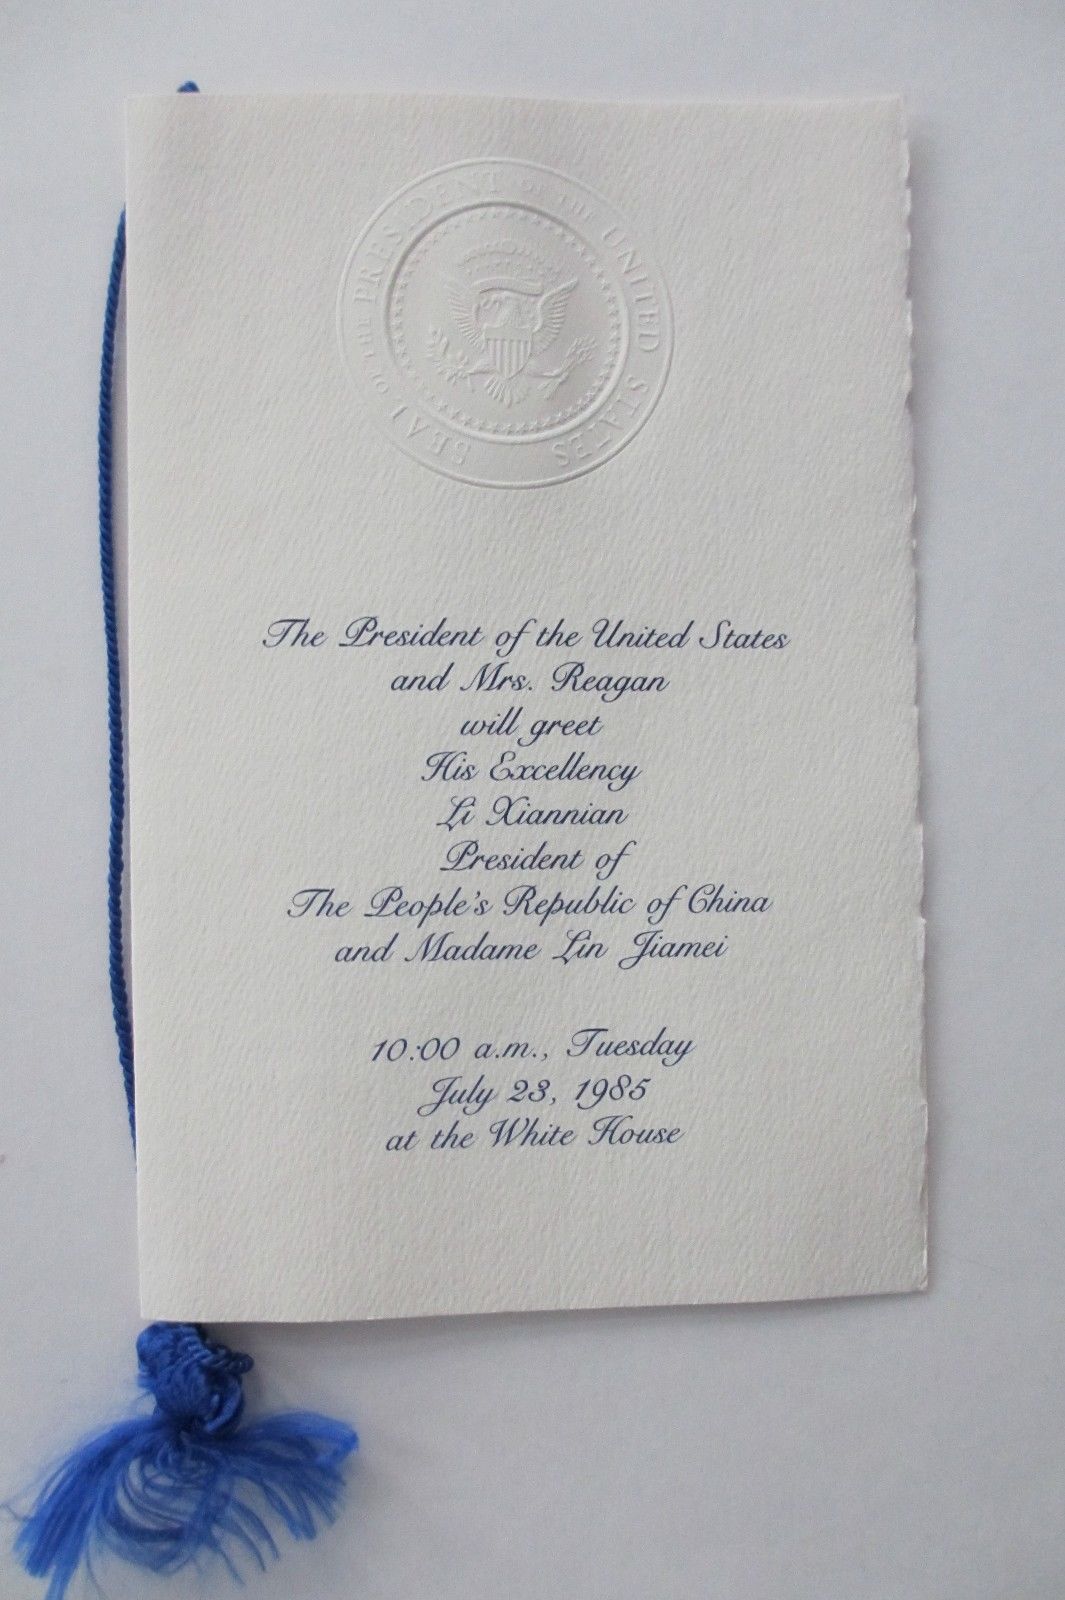 SEAL OF THE PRESIDENT OF THE UNITED STATES
The President of the United States
and Mrs. Reagan
will greet
His Excellency
Li Xiannian
President of
The People's Republic of China
and Madame Lin Jiamei
10:00 a.m., Tuesday
July 23, 1985
at the White House